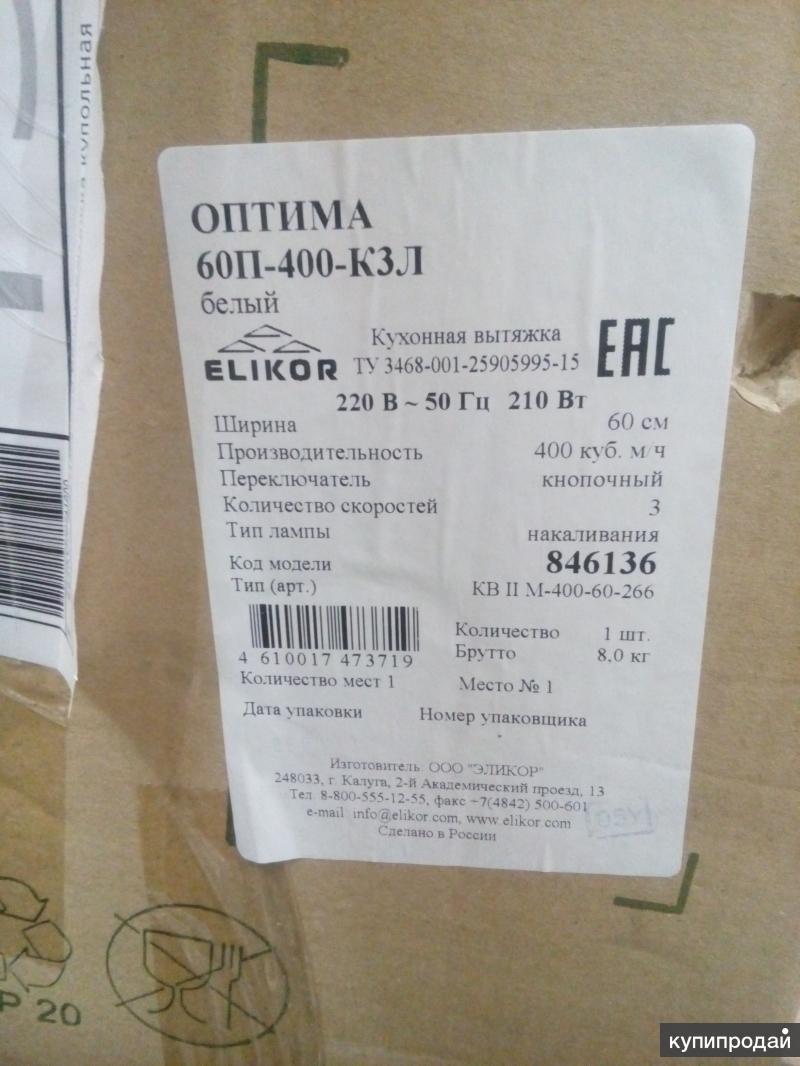 купольная
ОПТИМА
60П-400-К3Л
белый
ELIKOR
Кухонная вытяжка
ТУ 3468-001-25905995-15
EAC
220 В ~ 50 Гц 210 Вт
Ширина 60 см
Производительность 400 куб. м/ч
Переключатель кнопочный
Количество скоростей 3
Тип лампы накаливания
Код модели 846136
Тип (арт.) КВ II М-400-60-266
4 610017 473719
Количество 1 шт.
Брутто 8,0 кг
Количество мест 1 Место № 1
Дата упаковки Номер упаковщика
Изготовитель: ООО "ЭЛИКОР"
248033, г. Калуга, 2-й Академический проезд, 13
Тел. 8-800-555-12-55, факс +7(4842) 500-601
e-mail: info@elikor.com, www.elikor.com
Сделано в России
P 20
купипродай